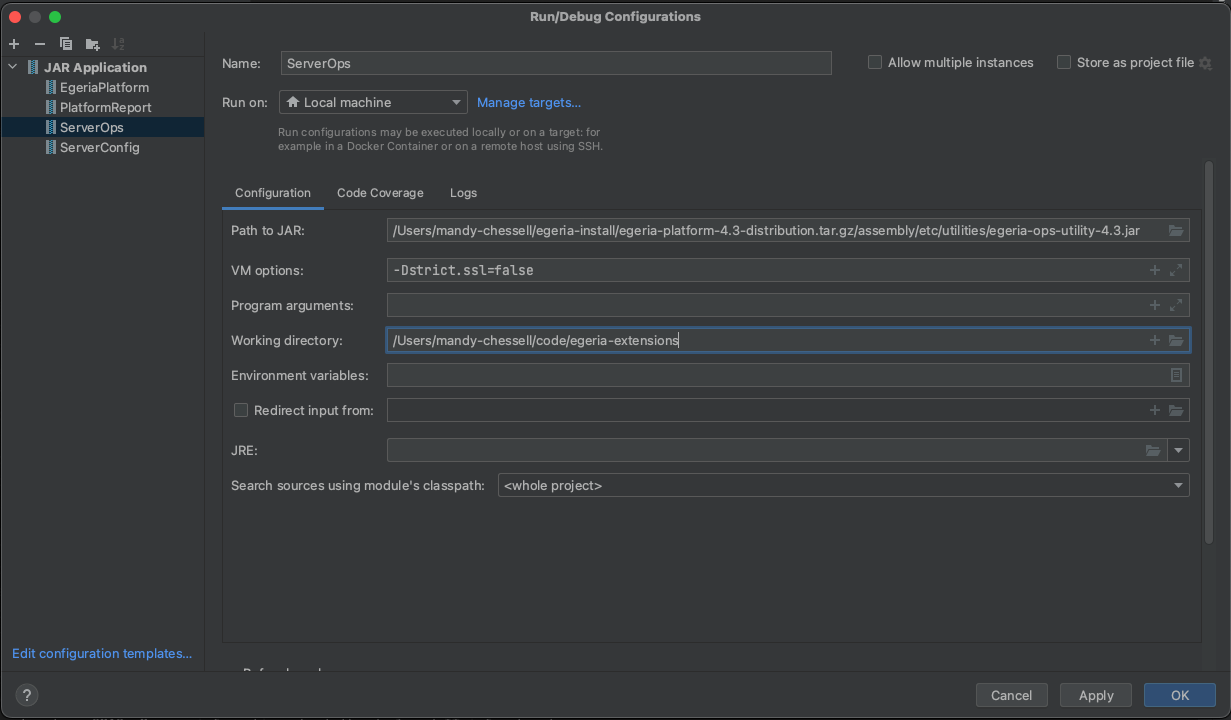 Run/Debug Configurations
JAR Application
EgeriaPlatform
PlatformReport
ServerOps
ServerConfig
Name:
ServerOps
Allow multiple instances
Store as project file
Run on:
Local machine
Manage targets...
Run configurations may be executed locally or on a target: for
example in a Docker Container or on a remote host using SSH.
Configuration
Code Coverage
Logs
Path to JAR:
/Users/mandy-chessell/egeria-install/egeria-platform-4.3-distribution.tar.gz/assembly/etc/utilities/egeria-ops-utility-4.3.jar
VM options:
-Dstrict.ssl=false
Program arguments:
Working directory:
/Users/mandy-chessell/code/egeria-extensions
Environment variables:
Redirect input from:
JRE:
Search sources using module's classpath:
<whole project>
Edit configuration templates...
?
Cancel
Apply
OK